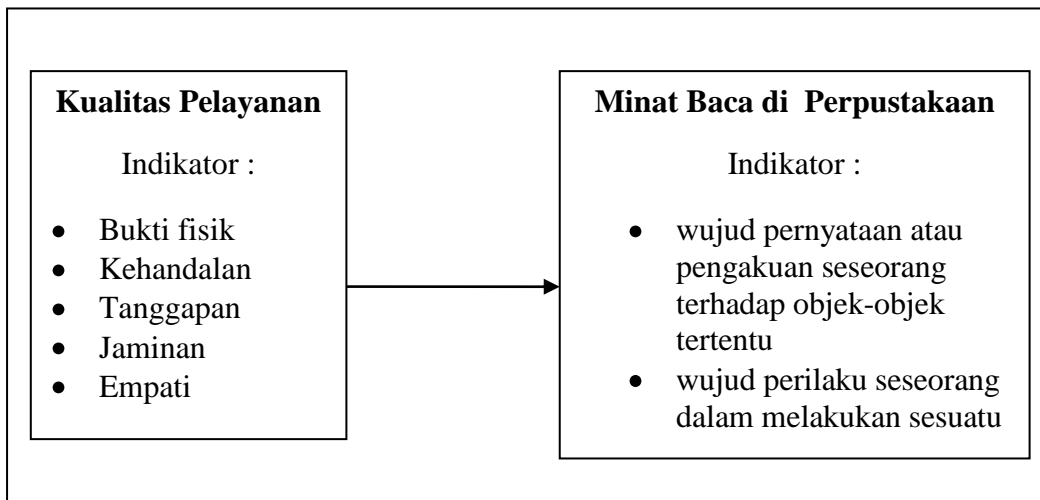 Kualitas Pelayanan
Indikator :
• Bukti fisik
• Kehandalan
• Tanggapan
• Jaminan
• Empati
Minat Baca di Perpustakaan
Indikator :
• wujud pernyataan atau
pengakuan seseorang
terhadap objek-objek
tertentu
• wujud perilaku seseorang
dalam melakukan sesuatu